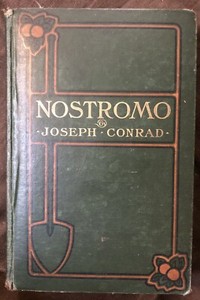 NOSTROMO
BY
· JOSEPH · CONRAD ·